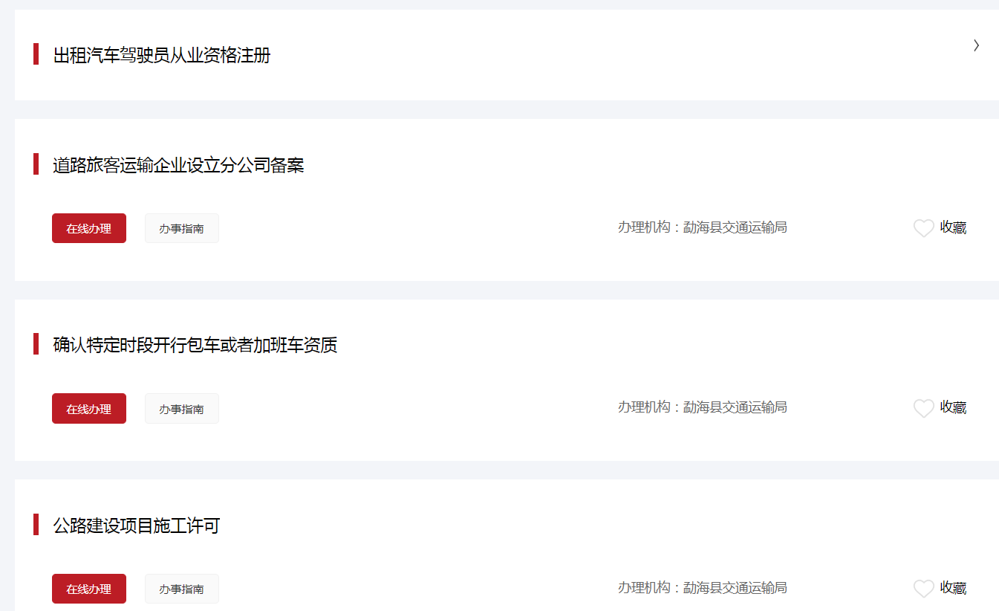 出租汽车驾驶员从业资格注册
道路旅客运输企业设立分公司备案
在线办理 办事指南 办理机构：勐海县交通运输局 收藏
确认特定时段开行包车或者加班车资质
在线办理 办事指南 办理机构：勐海县交通运输局 收藏
公路建设项目施工许可
在线办理 办事指南 办理机构：勐海县交通运输局 收藏